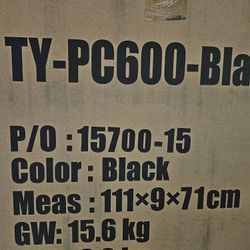 TY-PC600-Bla
P/O : 15700-15
Color : Black
Meas : 111×9×71cm
GW: 15.6 kg